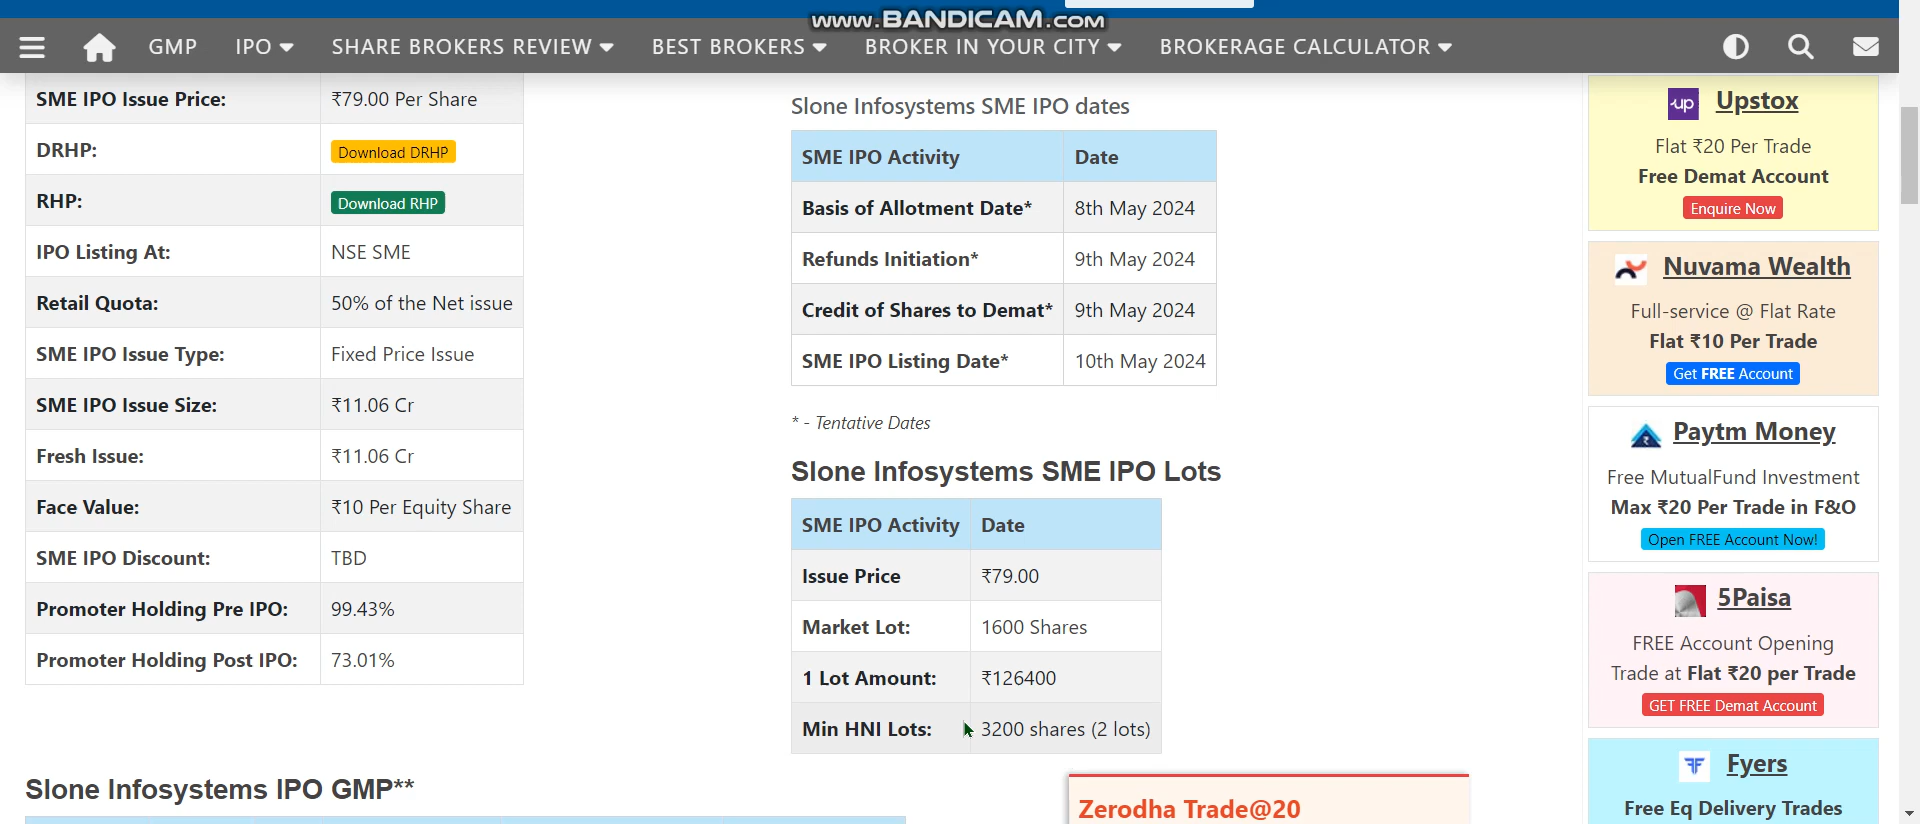 www.BANDICAM.com
GMP IPO SHARE BROKERS REVIEW BEST BROKERS BROKER IN YOUR CITY BROKERAGE CALCULATOR
SME IPO Issue Price: ₹79.00 Per Share
DRHP: Download DRHP
RHP: Download RHP
IPO Listing At: NSE SME
Retail Quota: 50% of the Net issue
SME IPO Issue Type: Fixed Price Issue
SME IPO Issue Size: ₹11.06 Cr
Fresh Issue: ₹11.06 Cr
Face Value: ₹10 Per Equity Share
SME IPO Discount: TBD
Promoter Holding Pre IPO: 99.43%
Promoter Holding Post IPO: 73.01%
Slone Infosystems IPO GMP**
Slone Infosystems SME IPO dates
SME IPO Activity Date
Basis of Allotment Date* 8th May 2024
Refunds Initiation* 9th May 2024
Credit of Shares to Demat* 9th May 2024
SME IPO Listing Date* 10th May 2024
* - Tentative Dates
Slone Infosystems SME IPO Lots
SME IPO Activity Date
Issue Price ₹79.00
Market Lot: 1600 Shares
1 Lot Amount: ₹126400
Min HNI Lots: 3200 shares (2 lots)
Zerodha Trade@20
up Upstox
Flat ₹20 Per Trade
Free Demat Account
Enquire Now
Nuvama Wealth
Full-service @ Flat Rate
Flat ₹10 Per Trade
Get FREE Account
Paytm Money
Free MutualFund Investment
Max ₹20 Per Trade in F&O
Open FREE Account Now!
5Paisa
FREE Account Opening
Trade at Flat ₹20 per Trade
GET FREE Demat Account
Fyers
Free Eq Delivery Trades